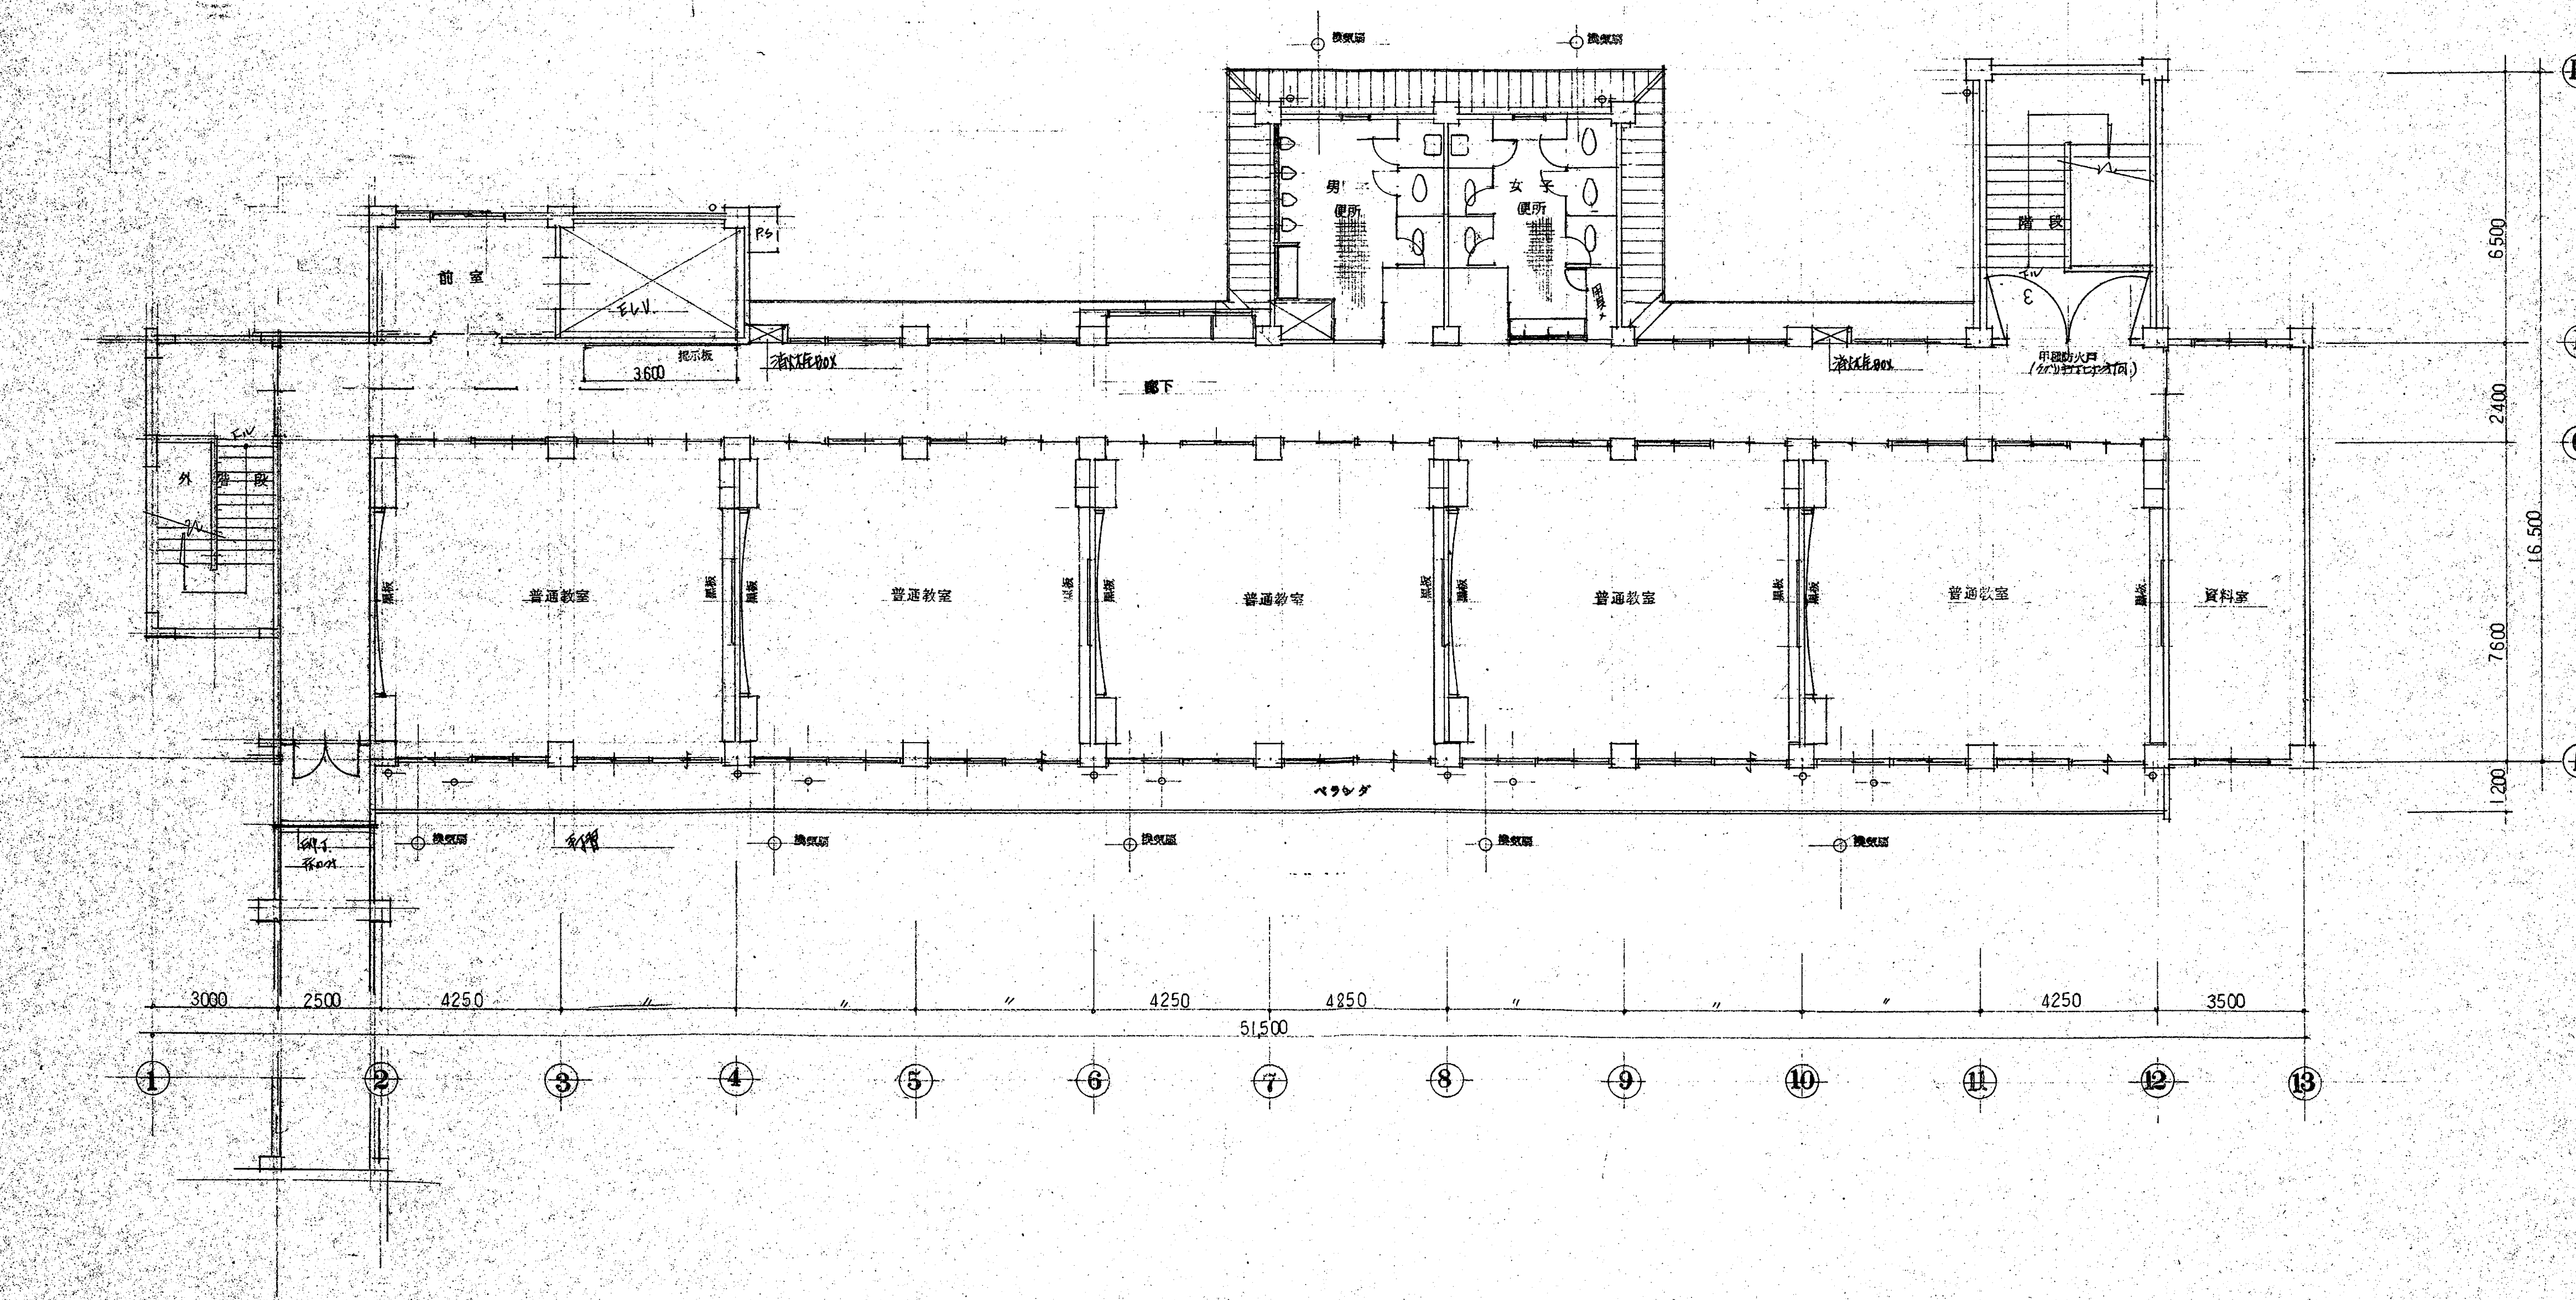 換気扇
換気扇
男
女 子
便所
便所
P.S
前 室
ELV.
階 段
掲示板
3600
消火栓BOX
消火栓BOX
甲種防火戸
廊下
外 階 段
黒板
普通教室
黒板
黒板
普通教室
黒板
黒板
普通教室
黒板
黒板
普通教室
黒板
黒板
普通教室
黒板
資料室
ベランダ
換気扇
換気扇
換気扇
換気扇
換気扇
6500
2400
7600
1200
16,500
3000
2500
4250
〃
〃
〃
4250
4250
〃
〃
〃
4250
3500
51,500
1
2
3
4
5
6
7
8
9
10
11
12
13